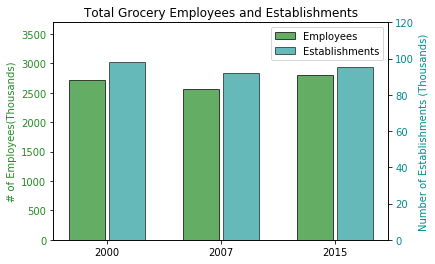 Total Grocery Employees and Establishments
Employees
Establishments
# of Employees(Thousands)
3500
3000
2500
2000
1500
1000
500
0
Number of Establishments (Thousands)
120
100
80
60
40
20
0
2000 2007 2015